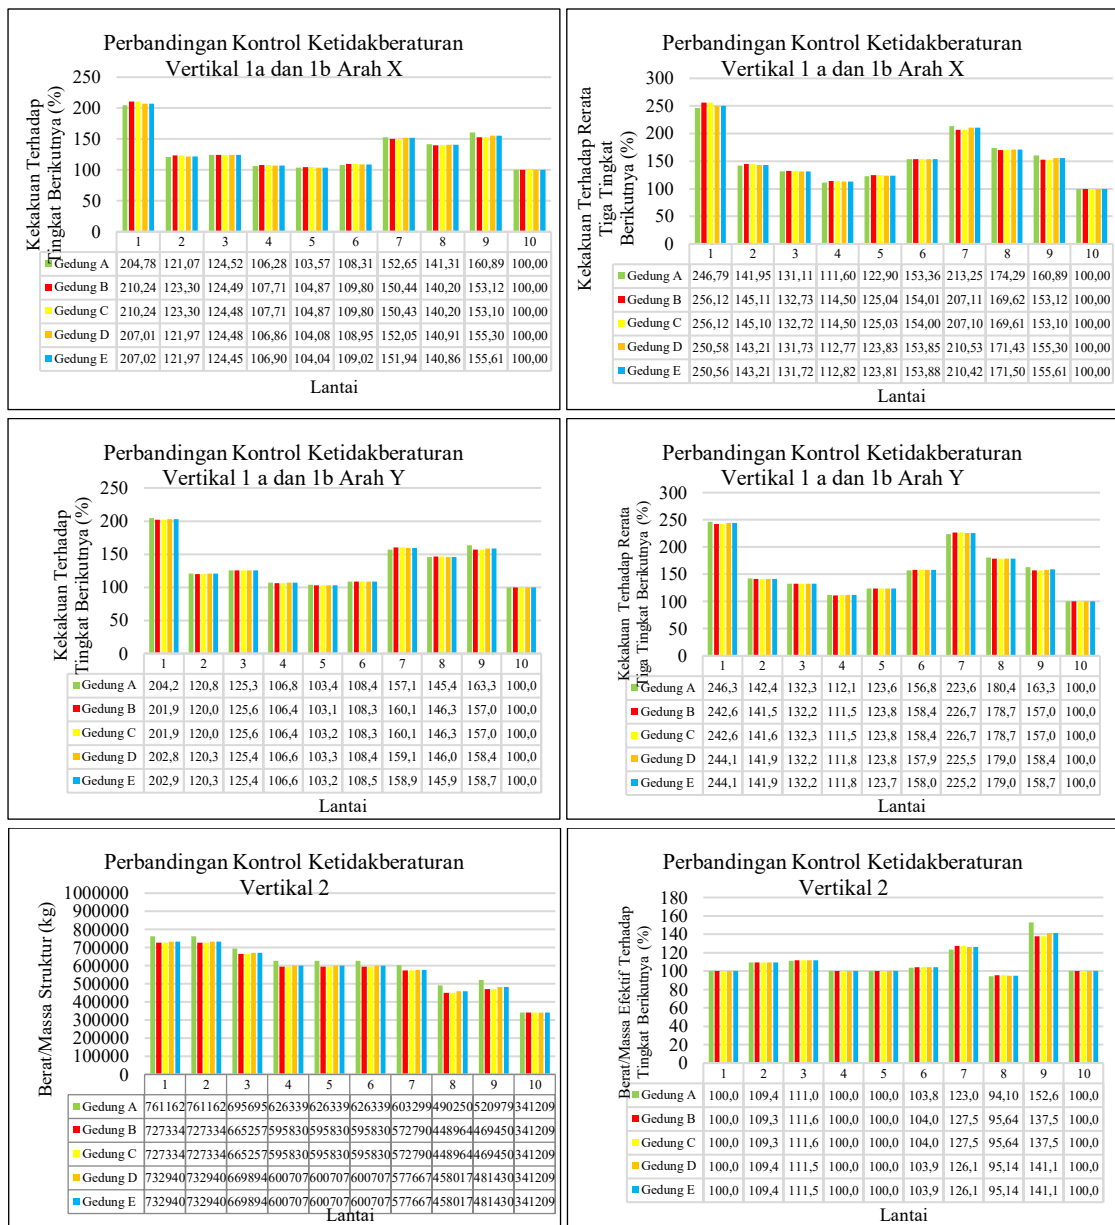 Perbandingan Kontrol Ketidakberaturan
Vertikal 1a dan 1b Arah X
Kekakuan Terhadap
Tingkat Berikutnya (%)
250
200
150
100
50
0
1 2 3 4 5 6 7 8 9 10
Gedung A 204,78 121,07 124,52 106,28 103,57 108,31 152,65 141,31 160,89 100,00
Gedung B 210,24 123,30 124,49 107,71 104,87 109,80 150,44 140,20 153,12 100,00
Gedung C 210,24 123,30 124,48 107,71 104,87 109,80 150,43 140,20 153,10 100,00
Gedung D 207,01 121,97 124,48 106,86 104,08 108,95 152,05 140,91 155,30 100,00
Gedung E 207,02 121,97 124,45 106,90 104,04 109,02 151,94 140,86 155,61 100,00
Lantai
Perbandingan Kontrol Ketidakberaturan
Vertikal 1 a dan 1b Arah X
Kekakuan Terhadap Rerata
Tiga Tingkat
Berikutnya (%)
300
250
200
150
100
50
0
1 2 3 4 5 6 7 8 9 10
Gedung A 246,79 141,95 131,11 111,60 122,90 153,36 213,25 174,29 160,89 100,00
Gedung B 256,12 145,11 132,73 114,50 125,04 154,01 207,11 169,62 153,12 100,00
Gedung C 256,12 145,10 132,72 114,50 125,03 154,00 207,10 169,61 153,10 100,00
Gedung D 250,58 143,21 131,73 112,77 123,83 153,85 210,53 171,43 155,30 100,00
Gedung E 250,56 143,21 131,72 112,82 123,81 153,88 210,42 171,50 155,61 100,00
Lantai
Perbandingan Kontrol Ketidakberaturan
Vertikal 1 a dan 1b Arah Y
Kekakuan Terhadap
Tingkat Berikutnya (%)
250
200
150
100
50
0
1 2 3 4 5 6 7 8 9 10
Gedung A 204,2 120,8 125,3 106,8 103,4 108,4 157,1 145,4 163,3 100,0
Gedung B 201,9 120,0 125,6 106,4 103,1 108,3 160,1 146,3 157,0 100,0
Gedung C 201,9 120,0 125,6 106,4 103,2 108,3 160,1 146,3 157,0 100,0
Gedung D 202,8 120,3 125,4 106,6 103,3 108,4 159,1 146,0 158,4 100,0
Gedung E 202,9 120,3 125,4 106,6 103,2 108,5 158,9 145,9 158,7 100,0
Lantai
Perbandingan Kontrol Ketidakberaturan
Vertikal 1 a dan 1b Arah Y
Kekakuan Terhadap Rerata
Tiga Tingkat Berikutnya (%)
300
250
200
150
100
50
0
1 2 3 4 5 6 7 8 9 10
Gedung A 246,3 142,4 132,3 112,1 123,6 156,8 223,6 180,4 163,3 100,0
Gedung B 242,6 141,5 132,2 111,5 123,8 158,4 226,7 178,7 157,0 100,0
Gedung C 242,6 141,6 132,3 111,5 123,8 158,4 226,7 178,7 157,0 100,0
Gedung D 244,1 141,9 132,2 111,8 123,8 157,9 225,5 179,0 158,4 100,0
Gedung E 244,1 141,9 132,2 111,8 123,7 158,0 225,2 179,0 158,7 100,0
Lantai
Perbandingan Kontrol Ketidakberaturan
Vertikal 2
Berat/Massa Struktur (kg)
1000000
900000
800000
700000
600000
500000
400000
300000
200000
100000
0
1 2 3 4 5 6 7 8 9 10
Gedung A 761162 761162 695695 626339 626339 626339 603299 490250 520979 341209
Gedung B 727334 727334 665257 595830 595830 595830 572790 448964 469450 341209
Gedung C 727334 727334 665257 595830 595830 595830 572790 448964 469450 341209
Gedung D 732940 732940 669894 600707 600707 600707 577667 458017 481430 341209
Gedung E 732940 732940 669894 600707 600707 600707 577667 458017 481430 341209
Lantai
Perbandingan Kontrol Ketidakberaturan
Vertikal 2
Berat/Massa Efektif Terhadap
Tingkat Berikutnya (%)
180
160
140
120
100
80
60
40
20
0
1 2 3 4 5 6 7 8 9 10
Gedung A 100,0 109,4 111,0 100,0 100,0 103,8 123,0 94,10 152,6 100,0
Gedung B 100,0 109,3 111,6 100,0 100,0 104,0 127,5 95,64 137,5 100,0
Gedung C 100,0 109,3 111,6 100,0 100,0 104,0 127,5 95,64 137,5 100,0
Gedung D 100,0 109,4 111,5 100,0 100,0 103,9 126,1 95,14 141,1 100,0
Gedung E 100,0 109,4 111,5 100,0 100,0 103,9 126,1 95,14 141,1 100,0
Lantai